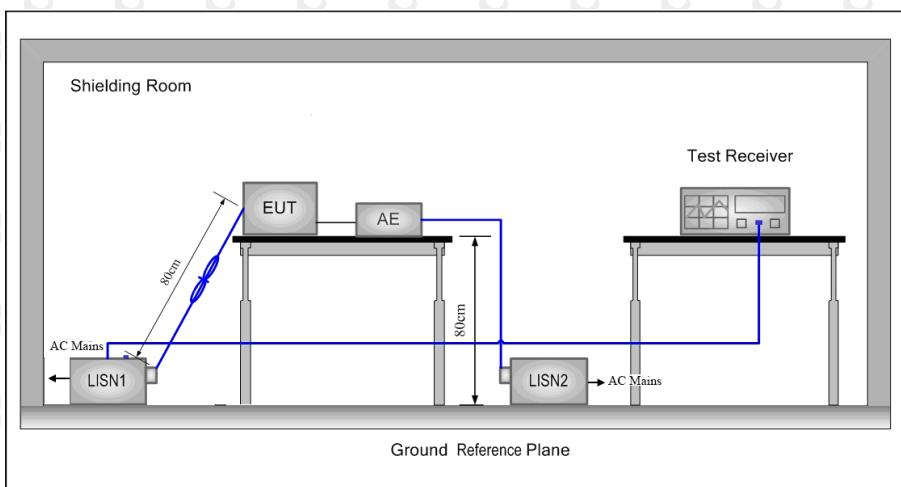 Shielding Room
Test Receiver
EUT
AE
80cm
80cm
AC Mains
LISN1
LISN2
AC Mains
Ground Reference Plane